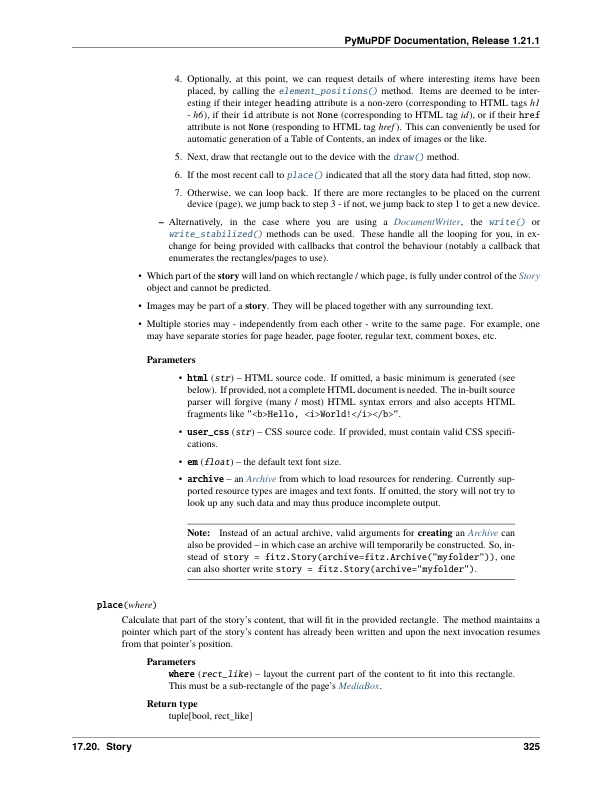 PyMuPDF Documentation, Release 1.21.1
4. Optionally, at this point, we can request details of where interesting items have been
placed, by calling the element_positions() method. Items are deemed to be inter-
esting if their integer heading attribute is a non-zero (corresponding to HTML tags h1
- h6), if their id attribute is not None (corresponding to HTML tag id), or if their href
attribute is not None (responding to HTML tag href). This can conveniently be used for
automatic generation of a Table of Contents, an index of images or the like.
5. Next, draw that rectangle out to the device with the draw() method.
6. If the most recent call to place() indicated that all the story data had fitted, stop now.
7. Otherwise, we can loop back. If there are more rectangles to be placed on the current
device (page), we jump back to step 3 - if not, we jump back to step 1 to get a new device.
– Alternatively, in the case where you are using a DocumentWriter, the write() or
write_stabilized() methods can be used. These handle all the looping for you, in ex-
change for being provided with callbacks that control the behaviour (notably a callback that
enumerates the rectangles/pages to use).
• Which part of the story will land on which rectangle / which page, is fully under control of the Story
object and cannot be predicted.
• Images may be part of a story. They will be placed together with any surrounding text.
• Multiple stories may - independently from each other - write to the same page. For example, one
may have separate stories for page header, page footer, regular text, comment boxes, etc.
Parameters
• html (str) – HTML source code. If omitted, a basic minimum is generated (see
below). If provided, not a complete HTML document is needed. The in-built source
parser will forgive (many / most) HTML syntax errors and also accepts HTML
fragments like "<b>Hello, <i>World!</i></b>".
• user_css (str) – CSS source code. If provided, must contain valid CSS specifi-
cations.
• em (float) – the default text font size.
• archive – an Archive from which to load resources for rendering. Currently sup-
ported resource types are images and text fonts. If omitted, the story will not try to
look up any such data and may thus produce incomplete output.
Note: Instead of an actual archive, valid arguments for creating an Archive can
also be provided – in which case an archive will temporarily be constructed. So, in-
stead of story = fitz.Story(archive=fitz.Archive("myfolder")), one
can also shorter write story = fitz.Story(archive="myfolder").
place(where)
Calculate that part of the story's content, that will fit in the provided rectangle. The method maintains a
pointer which part of the story's content has already been written and upon the next invocation resumes
from that pointer's position.
Parameters
where (rect_like) – layout the current part of the content to fit into this rectangle.
This must be a sub-rectangle of the page's MediaBox.
Return type
tuple[bool, rect_like]
17.20. Story 325